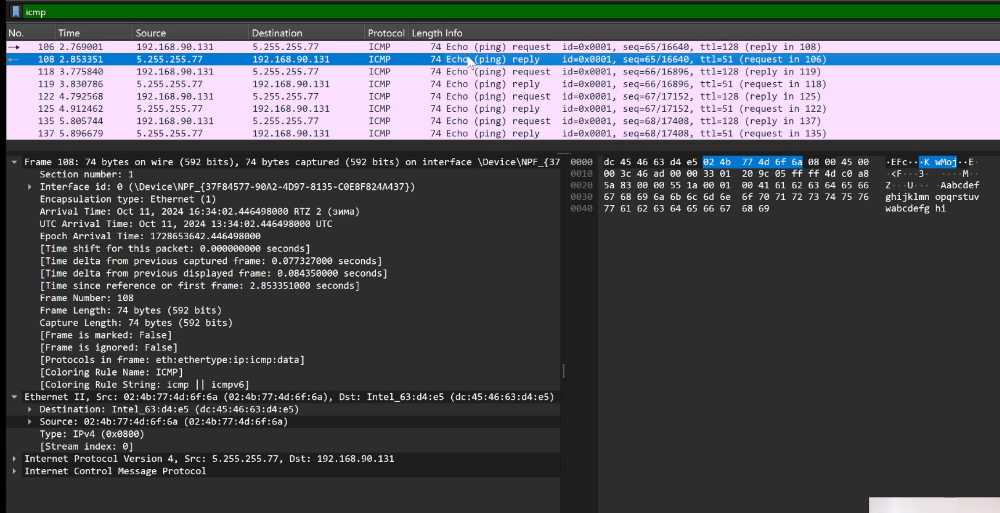 icmp
No. Time Source Destination Protocol Length Info
106 2.769001 192.168.90.131 5.255.255.77 ICMP 74 Echo (ping) request id=0x0001, seq=65/16640, ttl=128 (reply in 108)
108 2.853351 5.255.255.77 192.168.90.131 ICMP 74 Echo (ping) reply id=0x0001, seq=65/16640, ttl=51 (request in 106)
118 3.775840 192.168.90.131 5.255.255.77 ICMP 74 Echo (ping) request id=0x0001, seq=66/16896, ttl=128 (reply in 119)
119 3.830786 5.255.255.77 192.168.90.131 ICMP 74 Echo (ping) reply id=0x0001, seq=66/16896, ttl=51 (request in 118)
122 4.792568 192.168.90.131 5.255.255.77 ICMP 74 Echo (ping) request id=0x0001, seq=67/17152, ttl=128 (reply in 125)
125 4.912462 5.255.255.77 192.168.90.131 ICMP 74 Echo (ping) reply id=0x0001, seq=67/17152, ttl=51 (request in 122)
135 5.805744 192.168.90.131 5.255.255.77 ICMP 74 Echo (ping) request id=0x0001, seq=68/17408, ttl=128 (reply in 137)
137 5.896679 5.255.255.77 192.168.90.131 ICMP 74 Echo (ping) reply id=0x0001, seq=68/17408, ttl=51 (request in 135)
Frame 108: 74 bytes on wire (592 bits), 74 bytes captured (592 bits) on interface \Device\NPF_{37
Section number: 1
Interface id: 0 (\Device\NPF_{37F84577-90A2-4D97-8135-C0E8F824A437})
Encapsulation type: Ethernet (1)
Arrival Time: Oct 11, 2024 16:34:02.446498000 RTZ 2 (зима)
UTC Arrival Time: Oct 11, 2024 13:34:02.446498000 UTC
Epoch Arrival Time: 1728653642.446498000
[Time shift for this packet: 0.000000000 seconds]
[Time delta from previous captured frame: 0.077327000 seconds]
[Time delta from previous displayed frame: 0.084350000 seconds]
[Time since reference or first frame: 2.853351000 seconds]
Frame Number: 108
Frame Length: 74 bytes (592 bits)
Capture Length: 74 bytes (592 bits)
[Frame is marked: False]
[Frame is ignored: False]
[Protocols in frame: eth:ethertype:ip:icmp:data]
[Coloring Rule Name: ICMP]
[Coloring Rule String: icmp || icmpv6]
Ethernet II, Src: 02:4b:77:4d:6f:6a (02:4b:77:4d:6f:6a), Dst: Intel_63:d4:e5 (dc:45:46:63:d4:e5)
Destination: Intel_63:d4:e5 (dc:45:46:63:d4:e5)
Source: 02:4b:77:4d:6f:6a (02:4b:77:4d:6f:6a)
Type: IPv4 (0x0800)
[Stream index: 0]
Internet Protocol Version 4, Src: 5.255.255.77, Dst: 192.168.90.131
Internet Control Message Protocol
0000 dc 45 46 63 d4 e5 02 4b 77 4d 6f 6a 08 00 45 00 ·EFc···K wMoj··E·
0010 00 3c 46 ad 00 00 33 01 20 9c 05 ff ff 4d c0 a8 ·<F···3· ····M··
0020 5a 83 00 00 55 1a 00 01 00 41 61 62 63 64 65 66 Z···U··· ·Aabcdef
0030 67 68 69 6a 6b 6c 6d 6e 6f 70 71 72 73 74 75 76 ghijklmn opqrstuv
0040 77 61 62 63 64 65 66 67 68 69 wabcdefg hi